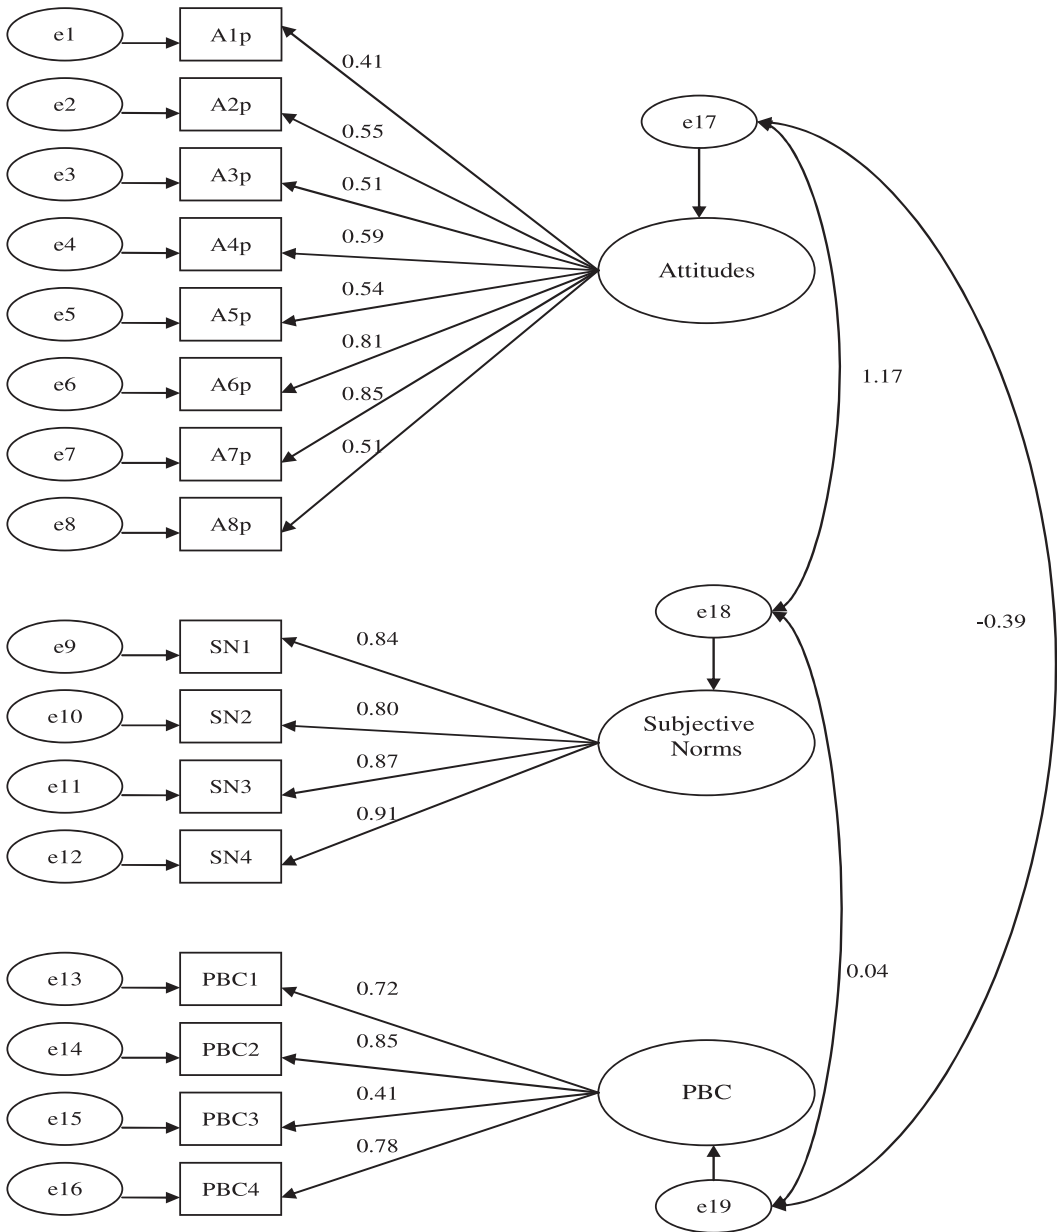 e1
A1p
0.41
e2
A2p
0.55
e17
e3
A3p
0.51
e4
A4p
0.59
Attitudes
e5
A5p
0.54
e6
A6p
0.81
1.17
e7
A7p
0.85
e8
A8p
0.51
e18
-0.39
e9
SN1
0.84
e10
SN2
0.80
Subjective
Norms
e11
SN3
0.87
e12
SN4
0.91
e13
PBC1
0.72
0.04
e14
PBC2
0.85
PBC
e15
PBC3
0.41
e16
PBC4
0.78
e19